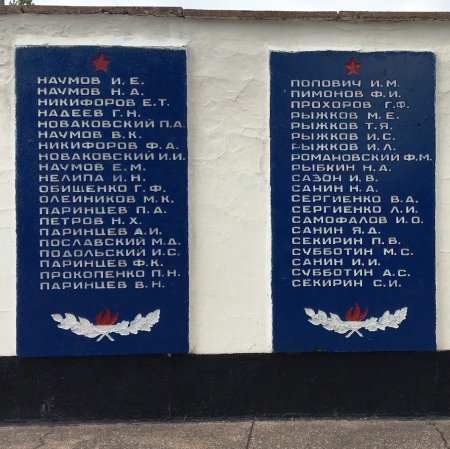 НАУМОВ И.Е.
НАУМОВ Н.А.
НИКИФОРОВ Е.Т.
НАДЕЕВ Г.Н.
НОВАКОВСКИЙ П.Д.
НАУМОВ В.К.
НИКИФОРОВ Ф.Д.
НОВАКОВСКИЙ И.И.
НАУМОВ Е.М.
НЕЛИПА И.Н.
ОБИЩЕНКО Г.Ф.
ОЛЕЙНИКОВ М.К.
ПАРИНЦЕВ П.Д.
ПЕТРОВ Н.Х.
ПАРИНЦЕВ А.И.
ПОСЛАВСКИЙ М.Д.
ПОДОЛЬСКИЙ И.С.
ПАРИНЦЕВ Ф.К.
ПРОКОПЕНКО П.Н.
ПАРИНЦЕВ В.Н.
ПОПОВИЧ И.М.
ПИМОНОВ Ф.И.
ПРОХОРОВ Г.Ф.
РЫЖКОВ М.Е.
РЫЖКОВ Т.Я.
РЫЖКОВ И.С.
РЫЖКОВ И.Л.
РОМАНОВСКИЙ Ф.М.
РЫБКИН Н.А.
САЗОН И.В.
САНИН Н.А.
СЕРГИЕНКО В.А.
СЕРГИЕНКО Л.И.
САМОФАЛОВ И.О.
САНИН Я.Д.
СЕКИРИН П.В.
СУББОТИН М.С.
САНИН И.И.
СУББОТИН А.С.
СЕКИРИН С.И.